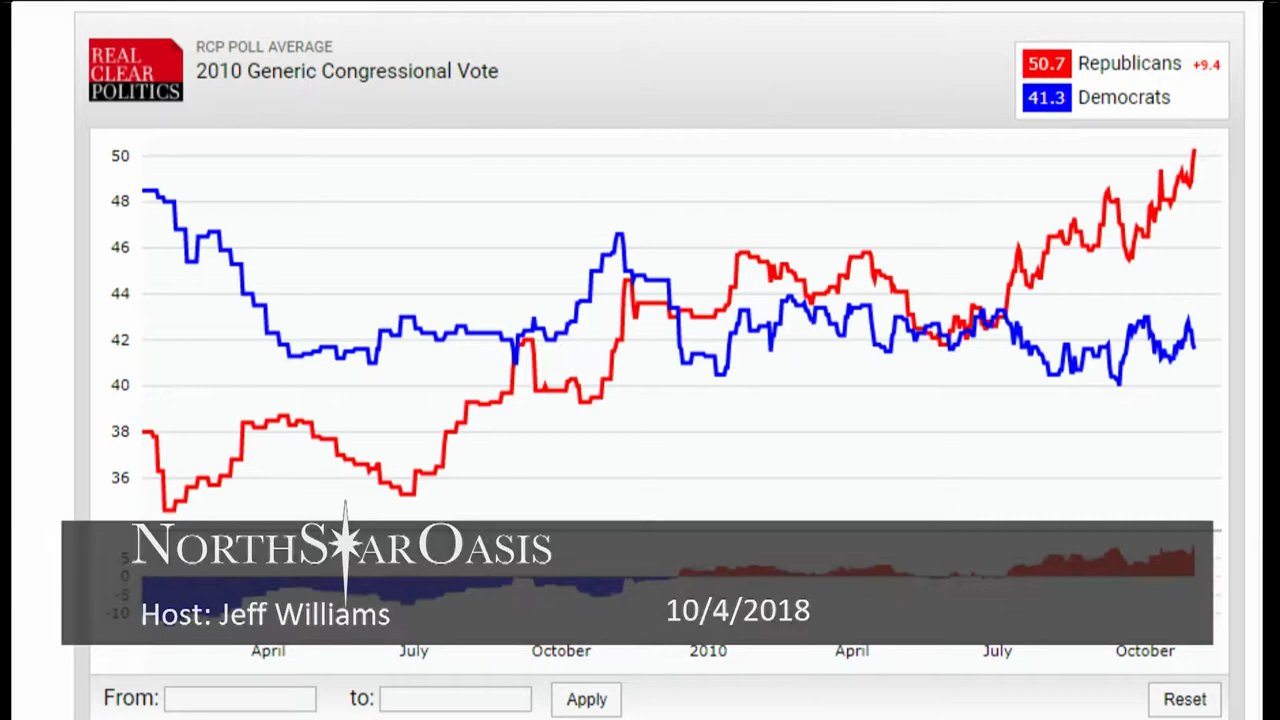 REAL
CLEAR
POLITICS
RCP POLL AVERAGE
2010 Generic Congressional Vote
50.7 Republicans +9.4
41.3 Democrats
50
48
46
44
42
40
38
36
NORTHSTAROASIS
5
0
-5
-10
Host: Jeff Williams 10/4/2018
April July October 2010 April July October
From: to: Apply Reset